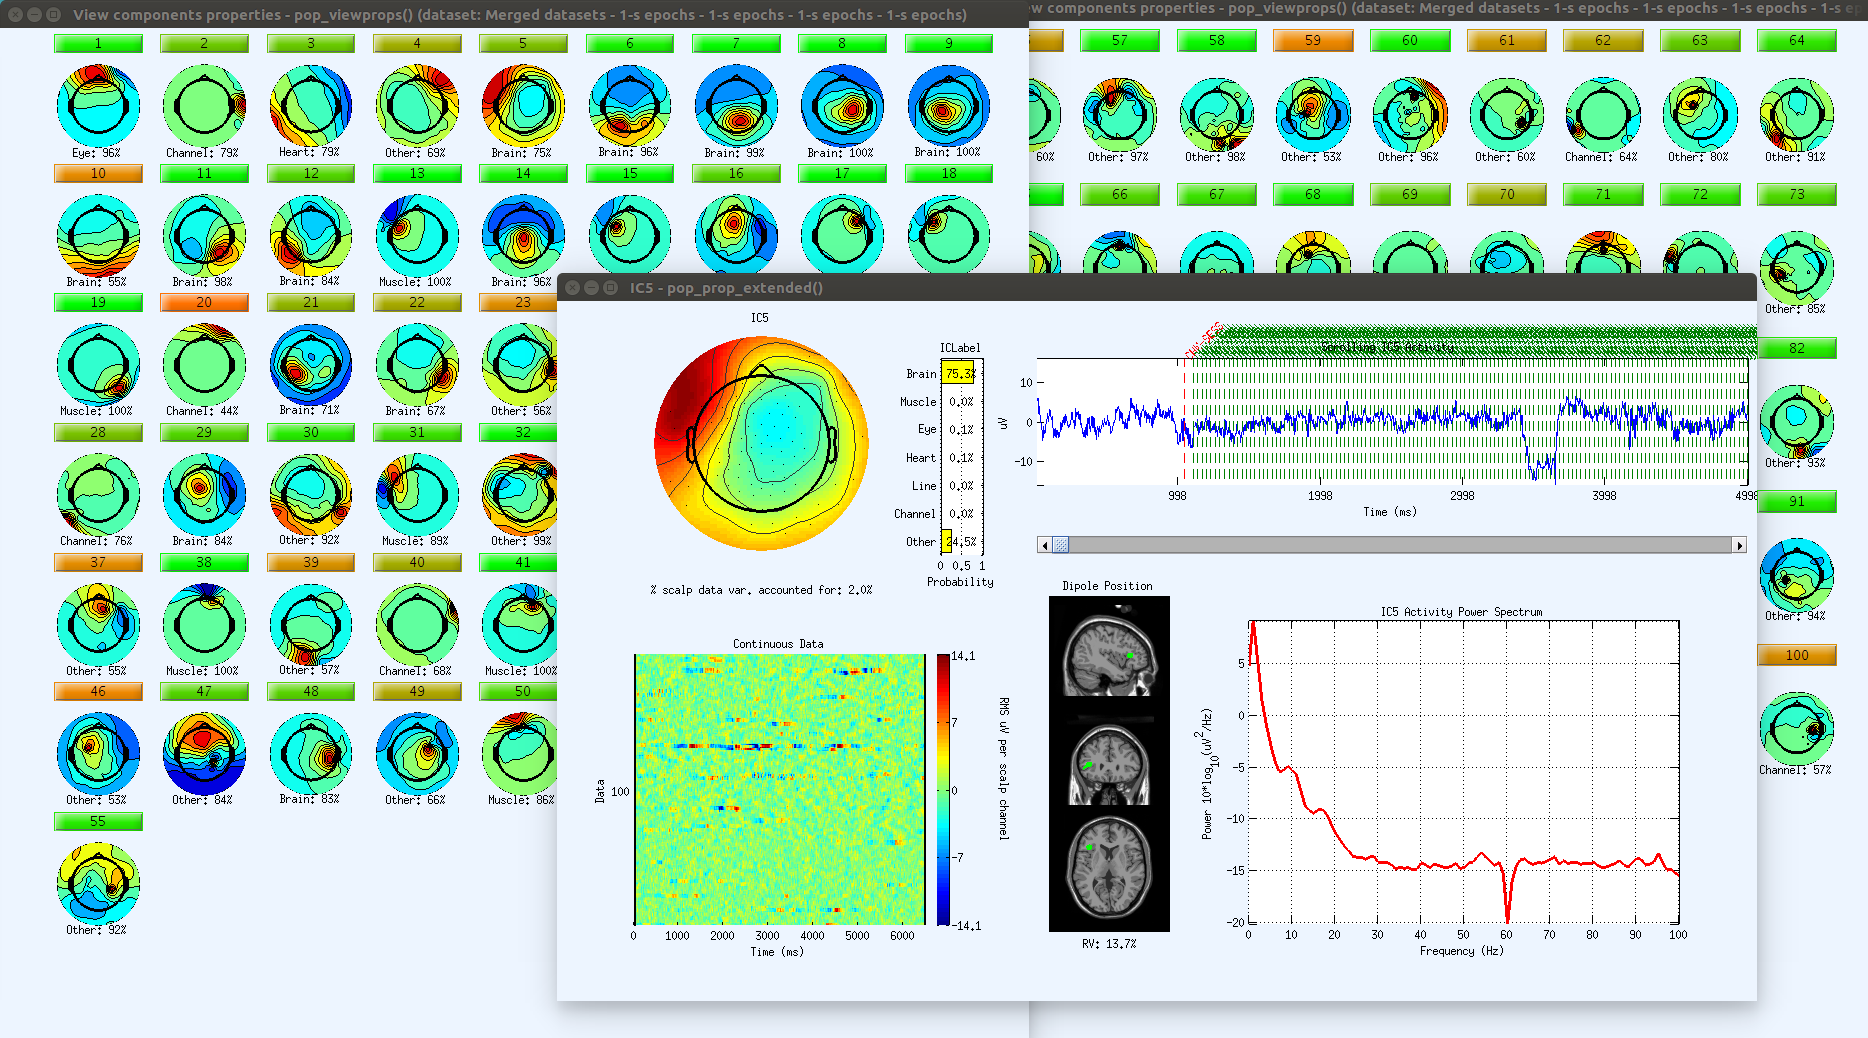 View components properties - pop_viewprops() (dataset: Merged datasets - 1-s epochs - 1-s epochs - 1-s epochs - 1-s epochs)
ew components properties - pop_viewprops() (dataset: Merged datasets - 1-s epochs - 1-s epochs - 1-s epochs - 1-s ep
1 2 3 4 5 6 7 8 9
Eye: 96% Channel: 79% Heart: 79% Other: 69% Brain: 75% Brain: 96% Brain: 99% Brain: 100% Brain: 100%
10 11 12 13 14 15 16 17 18
Brain: 55% Brain: 98% Brain: 84% Muscle: 100% Brain: 96%
19 20 21 22 23
Muscle: 100% Channel: 44% Brain: 71% Brain: 67% Other: 56%
28 29 30 31 32
Channel: 76% Brain: 84% Other: 92% Muscle: 89% Other: 99%
37 38 39 40 41
Other: 55% Muscle: 100% Other: 57% Channel: 68% Muscle: 100%
46 47 48 49 50
Other: 53% Other: 84% Brain: 83% Other: 66% Muscle: 86%
55
Other: 92%
57 58 59 60 61 62 63 64
60% Other: 97% Other: 98% Other: 53% Other: 96% Other: 60% Channel: 64% Other: 80% Other: 91%
66 67 68 69 70 71 72 73
Other: 85%
82
Other: 93%
91
Other: 94%
100
Channel: 57%
IC5 - pop_prop_extended()
IC5
% scalp data var. accounted for: 2.0%
ICLabel
Brain 75.3%
Muscle 0.0%
Eye 0.1%
Heart 0.1%
Line 0.0%
Channel 0.0%
Other 24.5%
0 0.5 1
Probability
Scrolling IC5 Activity
10
0
-10
μV
998 1998 2998 3998 4998
Time (ms)
Continuous Data
Data
100
0 1000 2000 3000 4000 5000 6000
Time (ms)
14.1
7
0
-7
-14.1
RMS uV per scalp channel
Dipole Position
RV: 13.7%
IC5 Activity Power Spectrum
Power 10*log10(uV2/Hz)
5
0
-5
-10
-15
-20
0 10 20 30 40 50 60 70 80 90 100
Frequency (Hz)